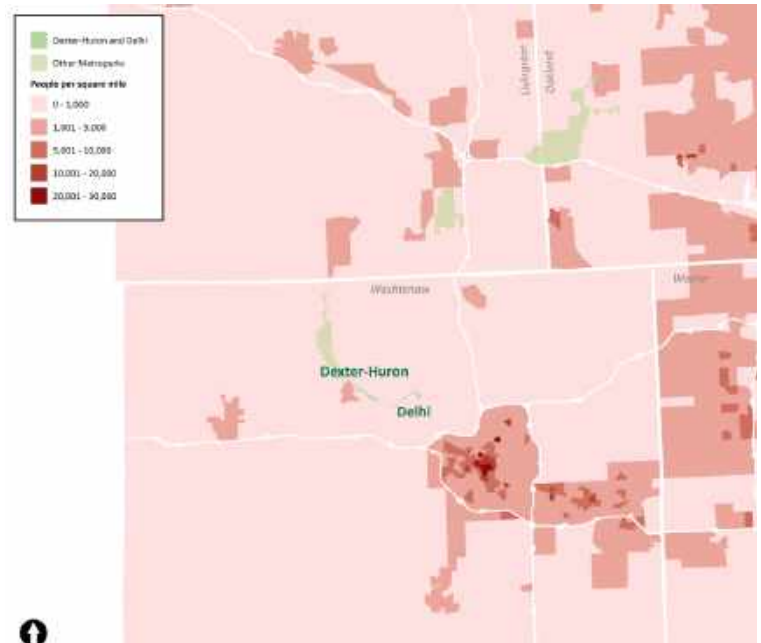 Dexter-Huron and Delhi
Other Metroparks
People per square mile
0 - 1,000
1,001 - 5,000
5,001 - 10,000
10,001 - 20,000
20,001 - 30,000
Livingston
Oakland
Washtenaw
Wayne
Dexter-Huron
Delhi